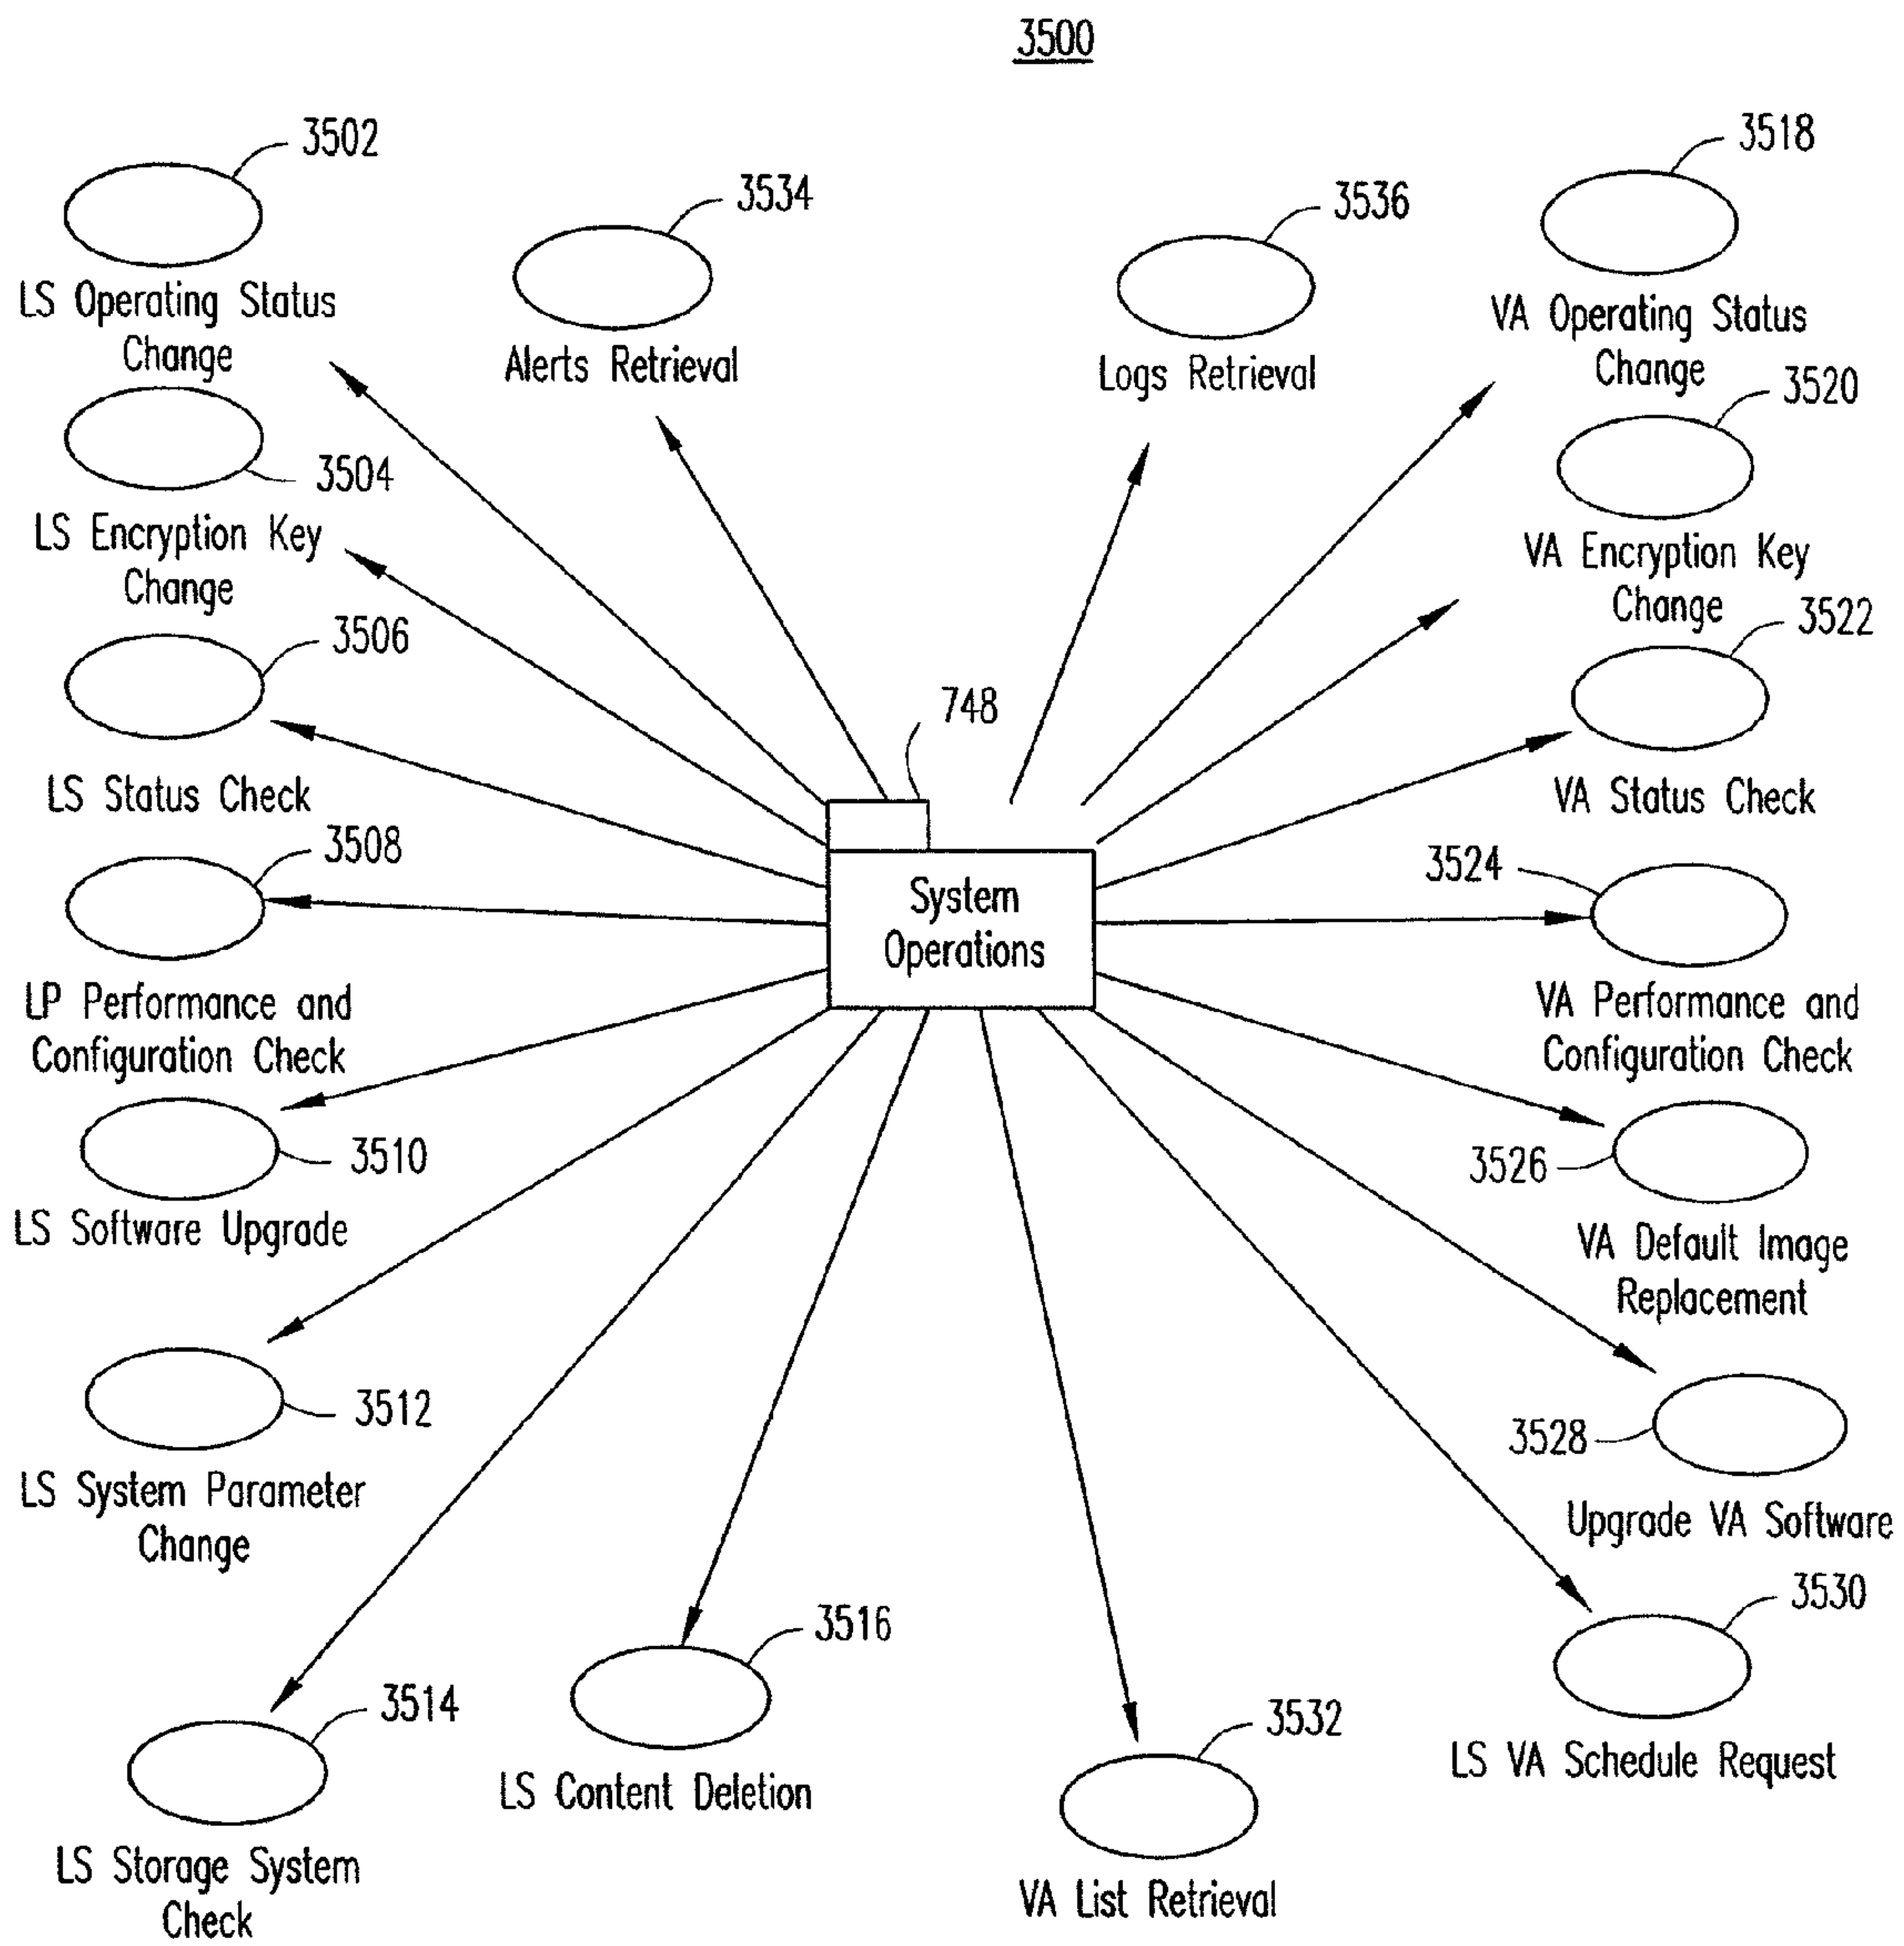 3500
3502
LS Operating Status
Change
3534
Alerts Retrieval
3536
Logs Retrieval
3518
VA Operating Status
Change
3504
LS Encryption Key
Change
3520
VA Encryption Key
Change
3506
LS Status Check
3522
VA Status Check
748
System
Operations
3508
LP Performance and
Configuration Check
3524
VA Performance and
Configuration Check
3510
LS Software Upgrade
3526
VA Default Image
Replacement
3512
LS System Parameter
Change
3528
Upgrade VA Software
3514
LS Storage System
Check
3516
LS Content Deletion
3532
VA List Retrieval
3530
LS VA Schedule Request